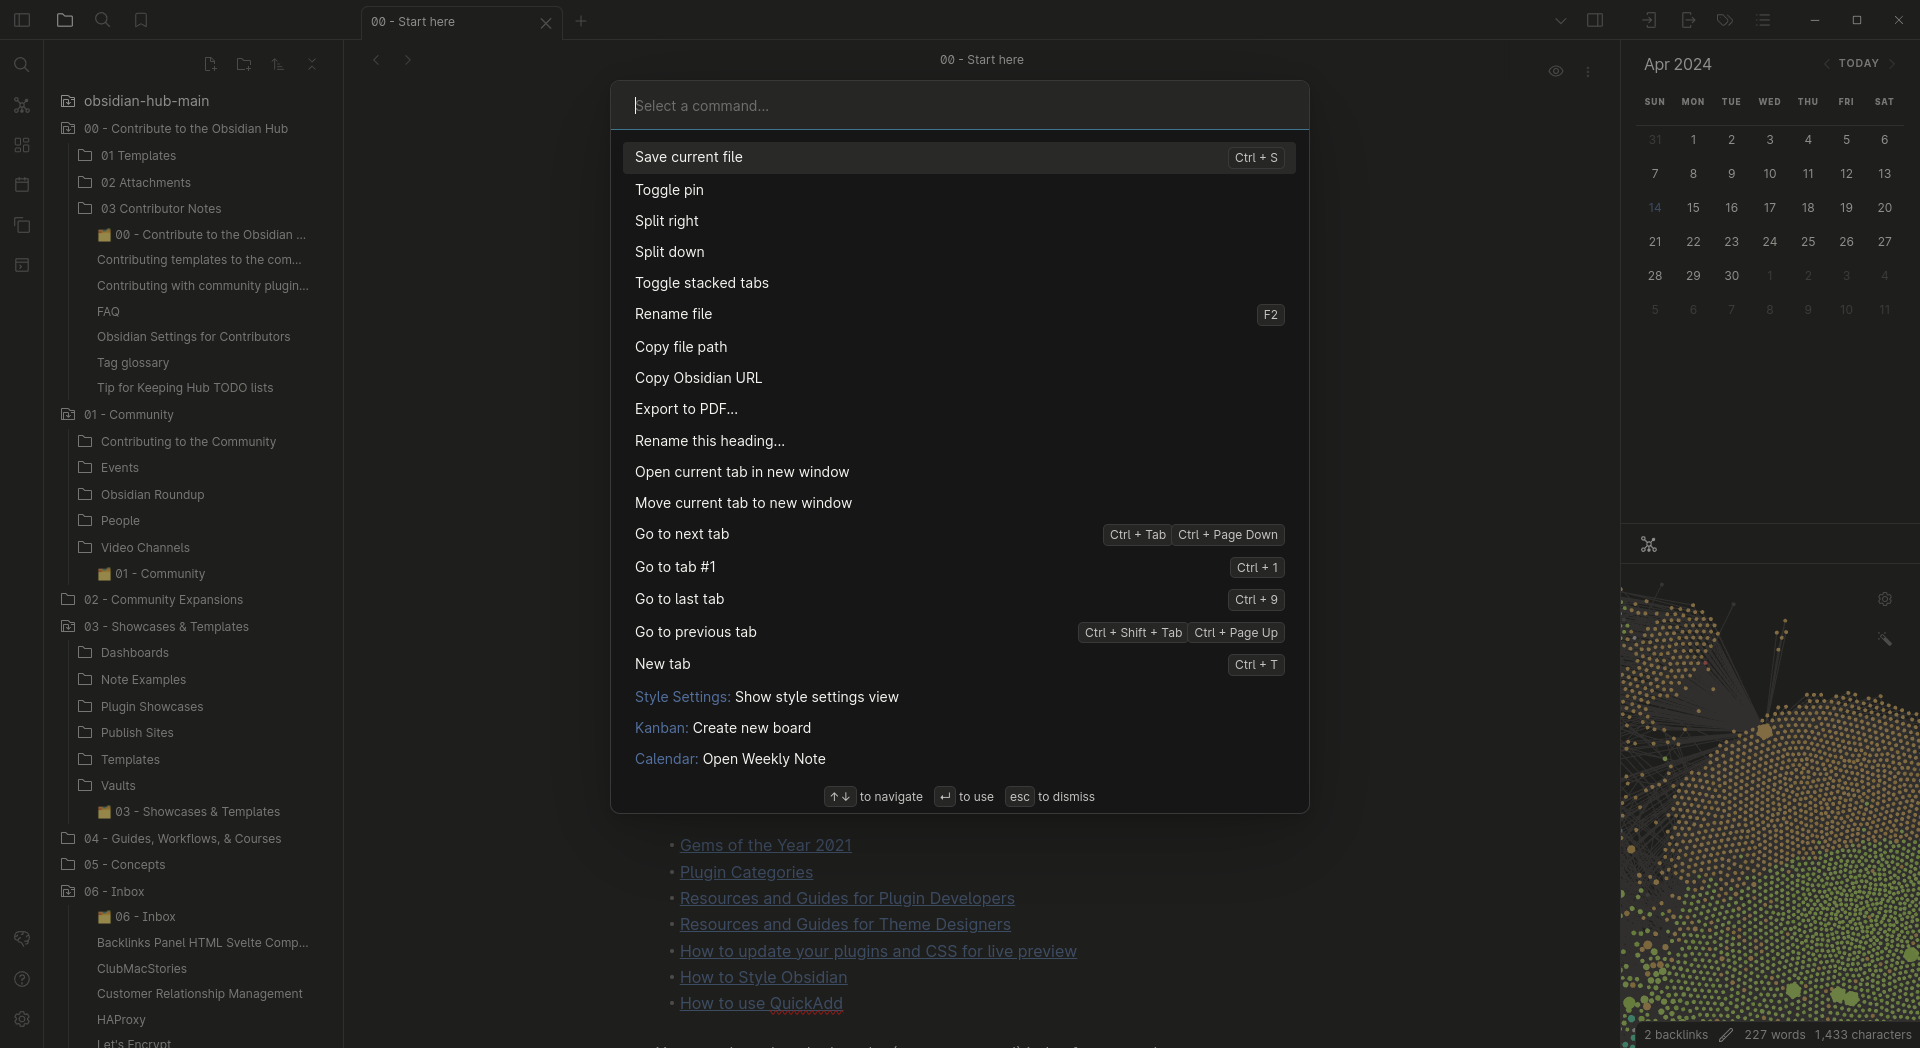 00 - Start here
00 - Start here
obsidian-hub-main
00 - Contribute to the Obsidian Hub
01 Templates
02 Attachments
03 Contributor Notes
00 - Contribute to the Obsidian ...
Contributing templates to the com...
Contributing with community plugin...
FAQ
Obsidian Settings for Contributors
Tag glossary
Tip for Keeping Hub TODO lists
01 - Community
Contributing to the Community
Events
Obsidian Roundup
People
Video Channels
01 - Community
02 - Community Expansions
03 - Showcases & Templates
Dashboards
Note Examples
Plugin Showcases
Publish Sites
Templates
Vaults
03 - Showcases & Templates
04 - Guides, Workflows, & Courses
05 - Concepts
06 - Inbox
06 - Inbox
Backlinks Panel HTML Svelte Comp...
ClubMacStories
Customer Relationship Management
HAProxy
Let's Encrypt
Select a command...
Save current file Ctrl + S
Toggle pin
Split right
Split down
Toggle stacked tabs
Rename file F2
Copy file path
Copy Obsidian URL
Export to PDF...
Rename this heading...
Open current tab in new window
Move current tab to new window
Go to next tab Ctrl + Tab Ctrl + Page Down
Go to tab #1 Ctrl + 1
Go to last tab Ctrl + 9
Go to previous tab Ctrl + Shift + Tab Ctrl + Page Up
New tab Ctrl + T
Style Settings: Show style settings view
Kanban: Create new board
Calendar: Open Weekly Note
↑↓ to navigate ↵ to use esc to dismiss
Gems of the Year 2021
Plugin Categories
Resources and Guides for Plugin Developers
Resources and Guides for Theme Designers
How to update your plugins and CSS for live preview
How to Style Obsidian
How to use QuickAdd
Apr 2024 TODAY
SUN MON TUE WED THU FRI SAT
31 1 2 3 4 5 6
7 8 9 10 11 12 13
14 15 16 17 18 19 20
21 22 23 24 25 26 27
28 29 30 1 2 3 4
5 6 7 8 9 10 11
2 backlinks 227 words 1,433 characters